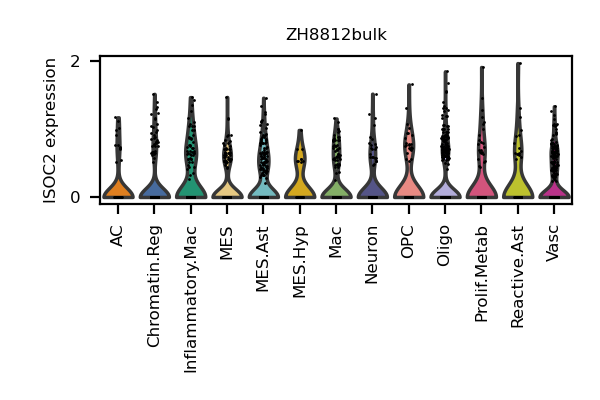 ZH8812bulk
ISOC2 expression
2
0
AC
Chromatin.Reg
Inflammatory.Mac
MES
MES.Ast
MES.Hyp
Mac
Neuron
OPC
Oligo
Prolif.Metab
Reactive.Ast
Vasc